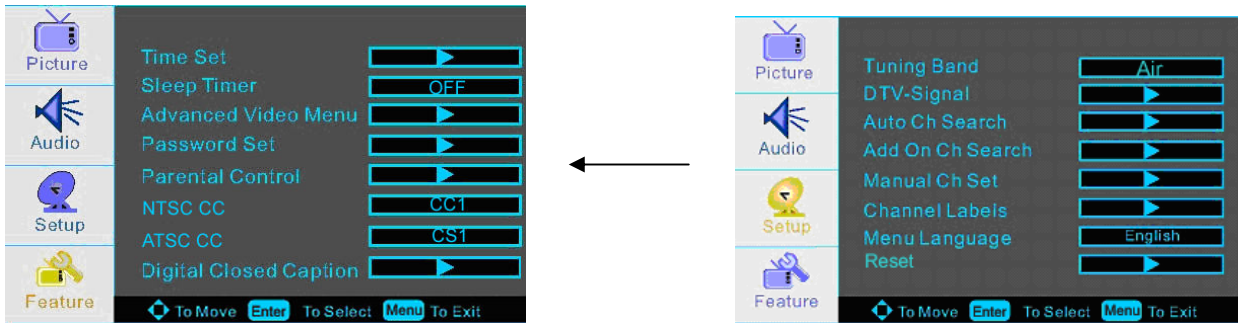 Picture
Audio
Setup
Feature
Time Set
Sleep Timer OFF
Advanced Video Menu
Password Set
Parental Control
NTSC CC CC1
ATSC CC CS1
Digital Closed Caption
To Move Enter To Select Menu To Exit
Picture
Audio
Setup
Feature
Tuning Band Air
DTV-Signal
Auto Ch Search
Add On Ch Search
Manual Ch Set
Channel Labels
Menu Language English
Reset
To Move Enter To Select Menu To Exit